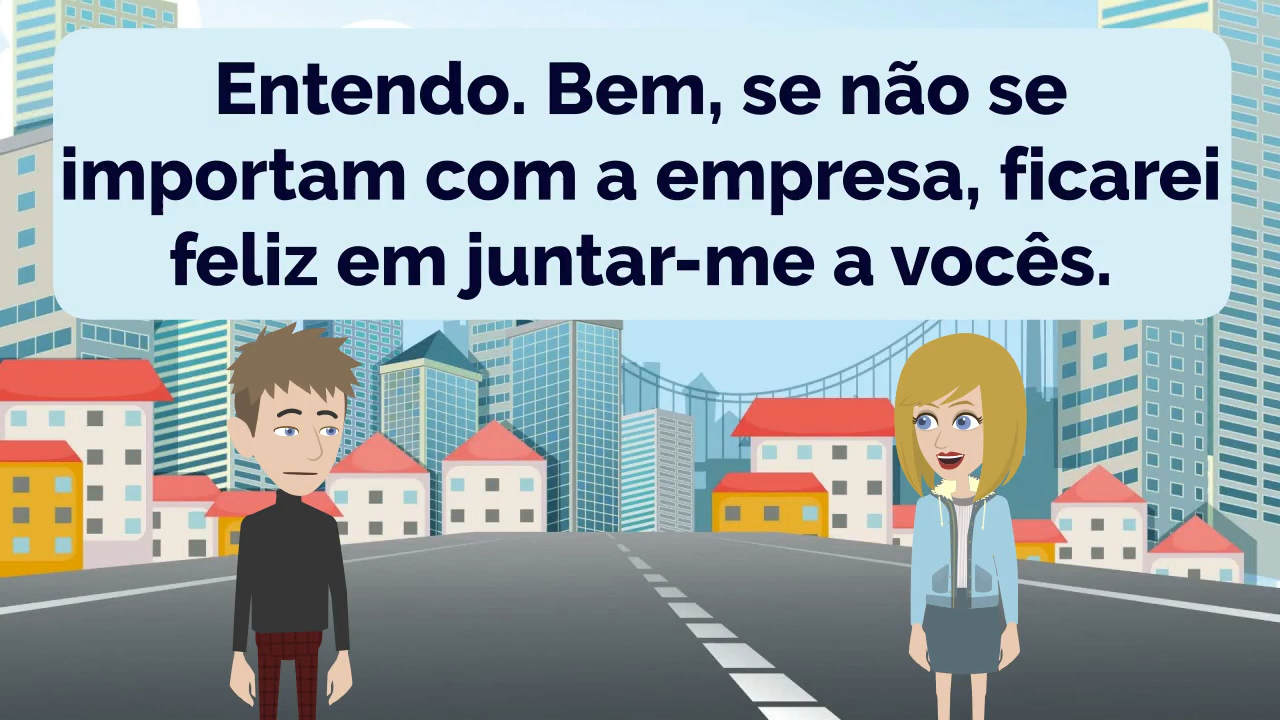 Entendo. Bem, se não se
importam com a empresa, ficarei
feliz em juntar-me a vocês.